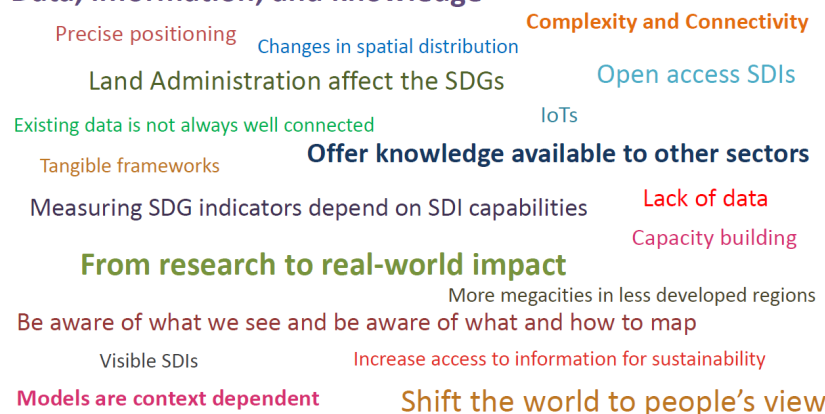 Data, information, and knowledge
Complexity and Connectivity
Precise positioning
Changes in spatial distribution
Land Administration affect the SDGs
Open access SDIs
IoTs
Existing data is not always well connected
Offer knowledge available to other sectors
Tangible frameworks
Lack of data
Measuring SDG indicators depend on SDI capabilities
Capacity building
From research to real-world impact
More megacities in less developed regions
Be aware of what we see and be aware of what and how to map
Visible SDIs
Increase access to information for sustainability
Models are context dependent
Shift the world to people’s view